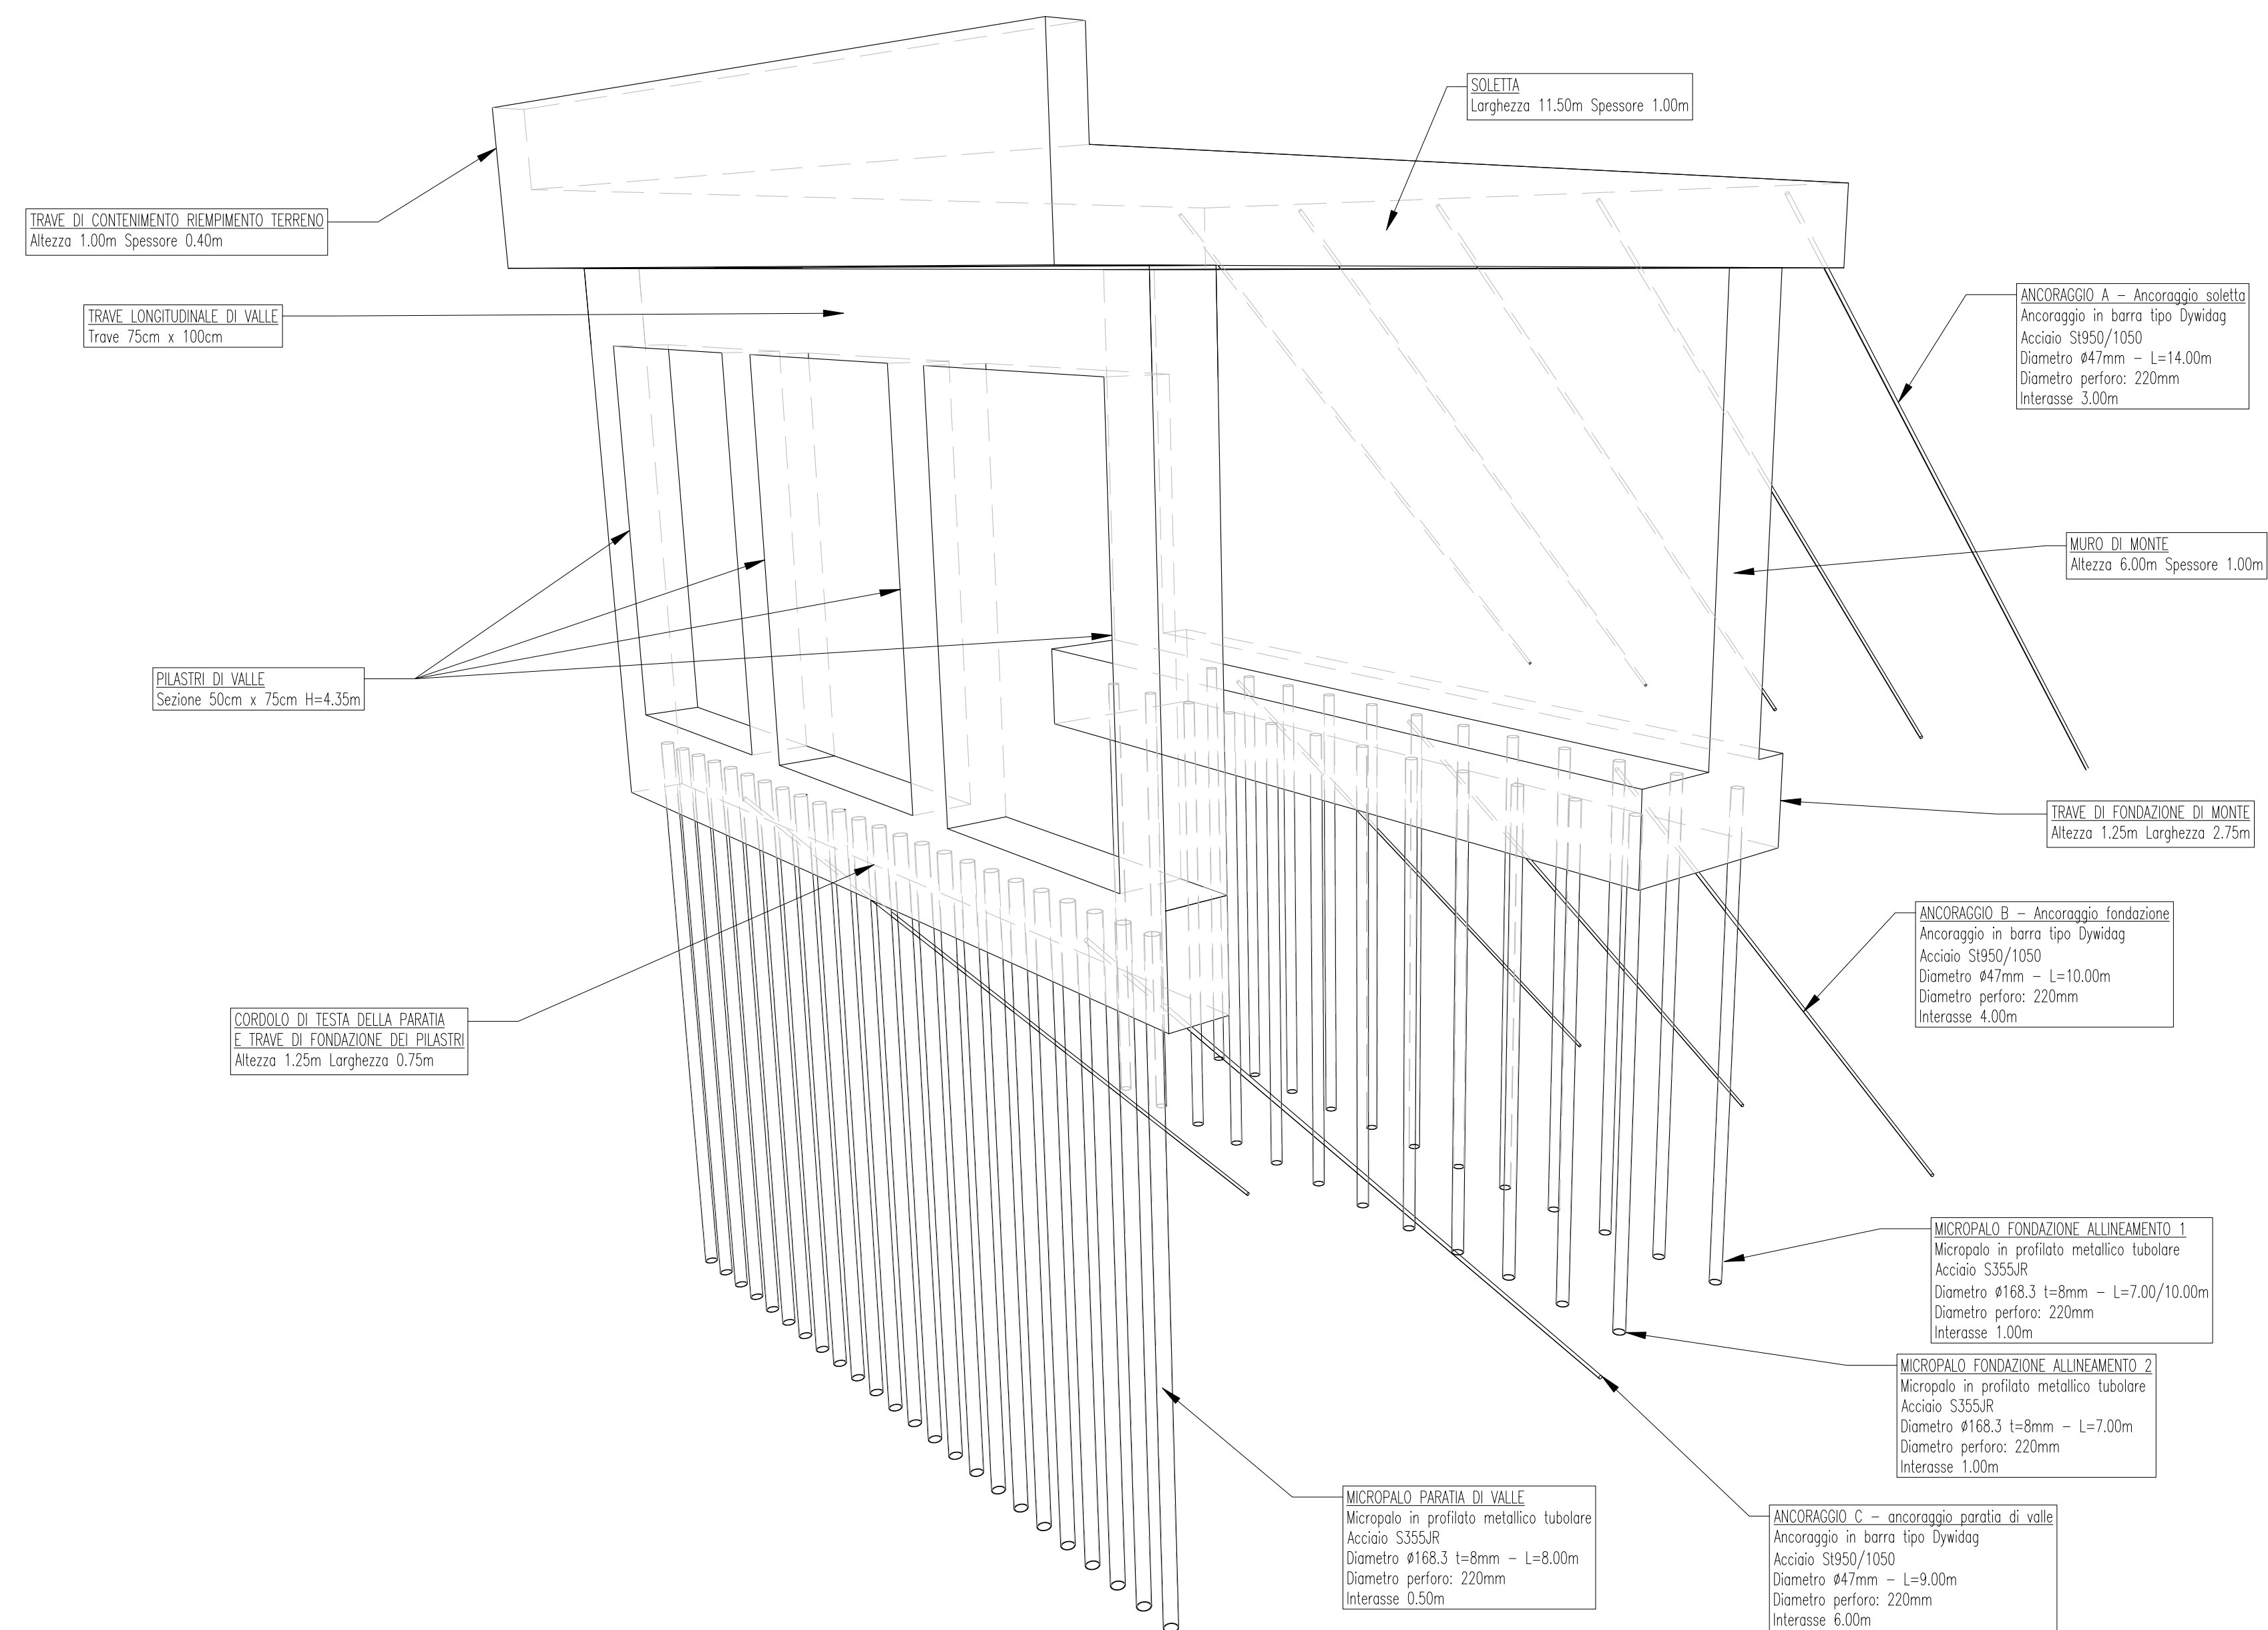 SOLETTA
Larghezza 11.50m Spessore 1.00m
TRAVE DI CONTENIMENTO RIEMPIMENTO TERRENO
Altezza 1.00m Spessore 0.40m
TRAVE LONGITUDINALE DI VALLE
Trave 75cm x 100cm
ANCORAGGIO A - Ancoraggio soletta
Ancoraggio in barra tipo Dywidag
Acciaio St950/1050
Diametro ø47mm - L=14.00m
Diametro perforo: 220mm
Interasse 3.00m
MURO DI MONTE
Altezza 6.00m Spessore 1.00m
PILASTRI DI VALLE
Sezione 50cm x 75cm H=4.35m
TRAVE DI FONDAZIONE DI MONTE
Altezza 1.25m Larghezza 2.75m
ANCORAGGIO B - Ancoraggio fondazione
Ancoraggio in barra tipo Dywidag
Acciaio St950/1050
Diametro ø47mm - L=10.00m
Diametro perforo: 220mm
Interasse 4.00m
CORDOLO DI TESTA DELLA PARATIA
E TRAVE DI FONDAZIONE DEI PILASTRI
Altezza 1.25m Larghezza 0.75m
MICROPALO FONDAZIONE ALLINEAMENTO 1
Micropalo in profilato metallico tubolare
Acciaio S355JR
Diametro ø168.3 t=8mm - L=7.00/10.00m
Diametro perforo: 220mm
Interasse 1.00m
MICROPALO FONDAZIONE ALLINEAMENTO 2
Micropalo in profilato metallico tubolare
Acciaio S355JR
Diametro ø168.3 t=8mm - L=7.00m
Diametro perforo: 220mm
Interasse 1.00m
MICROPALO PARATIA DI VALLE
Micropalo in profilato metallico tubolare
Acciaio S355JR
Diametro ø168.3 t=8mm - L=8.00m
Diametro perforo: 220mm
Interasse 0.50m
ANCORAGGIO C - ancoraggio paratia di valle
Ancoraggio in barra tipo Dywidag
Acciaio St950/1050
Diametro ø47mm - L=9.00m
Diametro perforo: 220mm
Interasse 6.00m